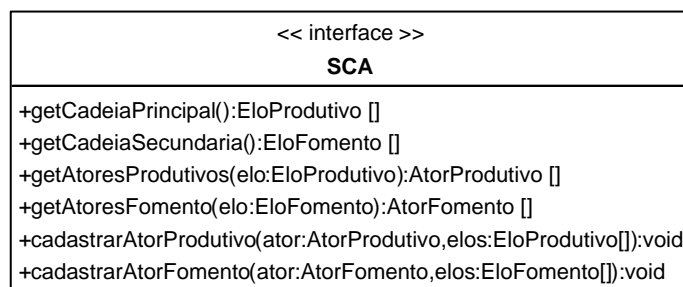 << interface >>
SCA
+getCadeiaPrincipal():EloProdutivo []
+getCadeiaSecundaria():EloFomento []
+getAtoresProdutivos(elo:EloProdutivo):AtorProdutivo []
+getAtoresFomento(elo:EloFomento):AtorFomento []
+cadastrarAtorProdutivo(ator:AtorProdutivo,elos:EloProdutivo[]):void
+cadastrarAtorFomento(ator:AtorFomento,elos:EloFomento[]):void